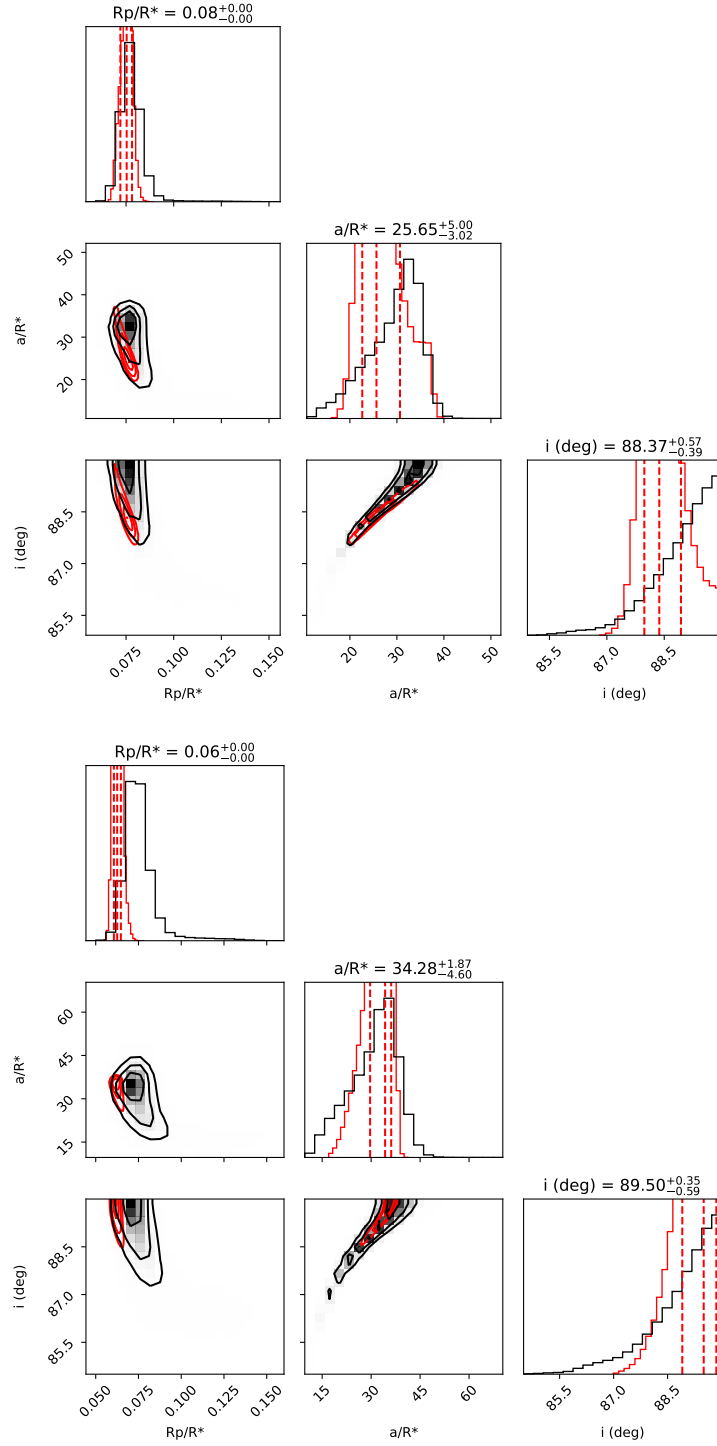 Rp/R* = 0.08 +0.00 −0.00
a/R* = 25.65 +5.00 −3.02
50
40
30
20
a/R*
i (deg) = 88.37 +0.57 −0.39
88.5
87.0
85.5
i (deg)
0.075 0.100 0.125 0.150
Rp/R*
20 30 40 50
a/R*
85.5 87.0 88.5
i (deg)
Rp/R* = 0.06 +0.00 −0.00
a/R* = 34.28 +1.87 −4.60
60
45
30
15
a/R*
i (deg) = 89.50 +0.35 −0.59
88.5
87.0
85.5
i (deg)
0.050 0.075 0.100 0.125 0.150
Rp/R*
15 30 45 60
a/R*
85.5 87.0 88.5
i (deg)